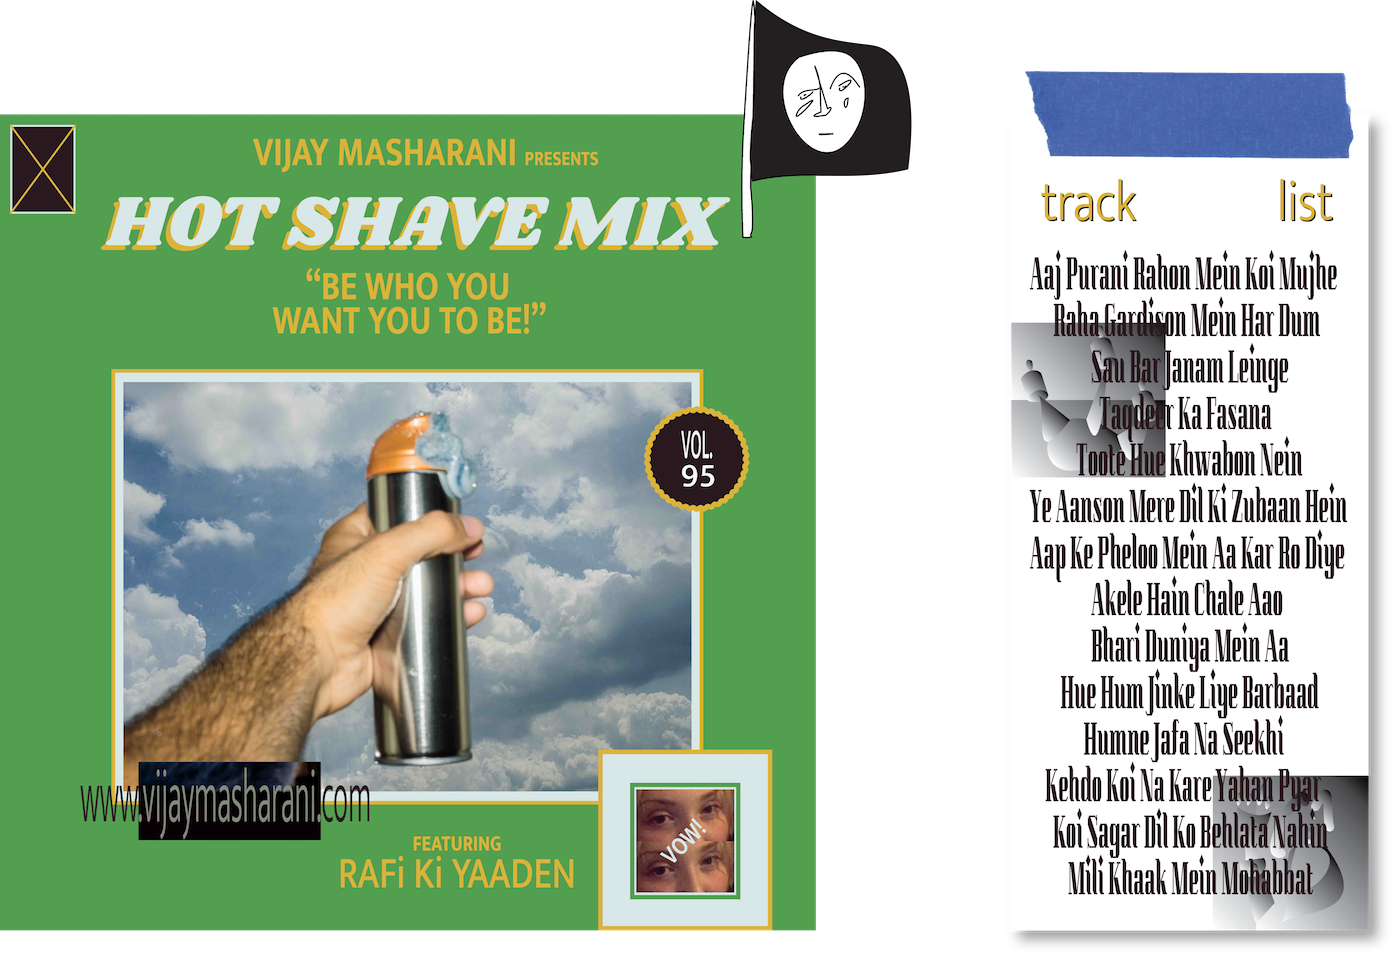 VIJAY MASHARANI PRESENTS
HOT SHAVE MIX
“BE WHO YOU
WANT YOU TO BE!”
VOL.
95
www.vijaymasharani.com
FEATURING
RAFi Ki YAADEN
VOW!
track list
Aaj Purani Rahon Mein Koi Mujhe
Raha Gardison Mein Har Dum
Sau Bar Janam Leinge
Taqdeer Ka Fasana
Toote Hue Khwabon Nein
Ye Aanson Mere Dil Ki Zubaan Hein
Aap Ke Pheloo Mein Aa Kar Ro Diye
Akele Hain Chale Aao
Bhari Duniya Mein Aa
Hue Hum Jinke Liye Barbaad
Humne Jafa Na Seekhi
Kehdo Koi Na Kare Yahan Pyar
Koi Sagar Dil Ko Behlata Nahin
Mili Khaak Mein Mohabbat